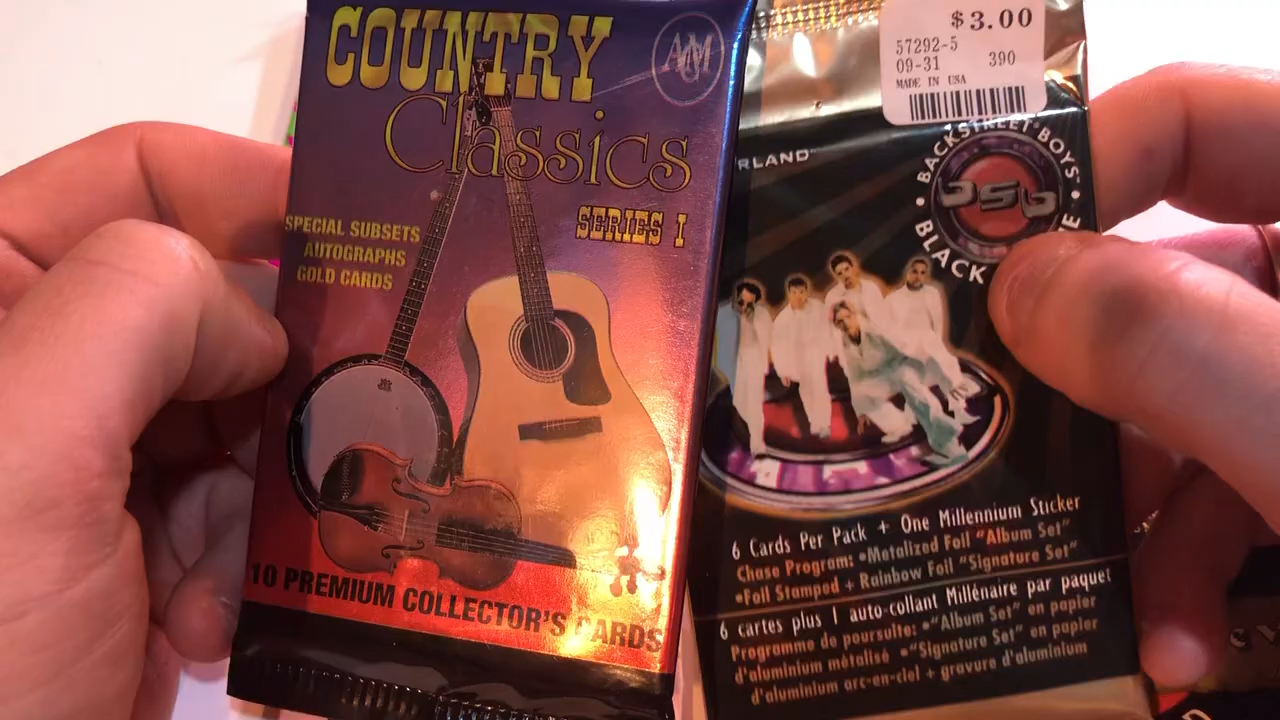 COUNTRY
Classics
SERIES I
AJM
SPECIAL SUBSETS
AUTOGRAPHS
GOLD CARDS
10 PREMIUM COLLECTOR'S CARDS
$3.00
57292-5
09-31 390
MADE IN USA
BACKSTREET BOYS
bsb
BLACK
6 Cards Per Pack + One Millennium Sticker
Chase Program: •Metalized Foil "Album Set"
•Foil Stamped + Rainbow Foil "Signature Set"
6 cartes plus 1 auto-collant Millénaire par paquet
Programme de poursuite: •"Album Set" en papier
d'aluminium métalisé •"Signature Set" en papier
d'aluminium arc-en-ciel + gravure d'aluminium